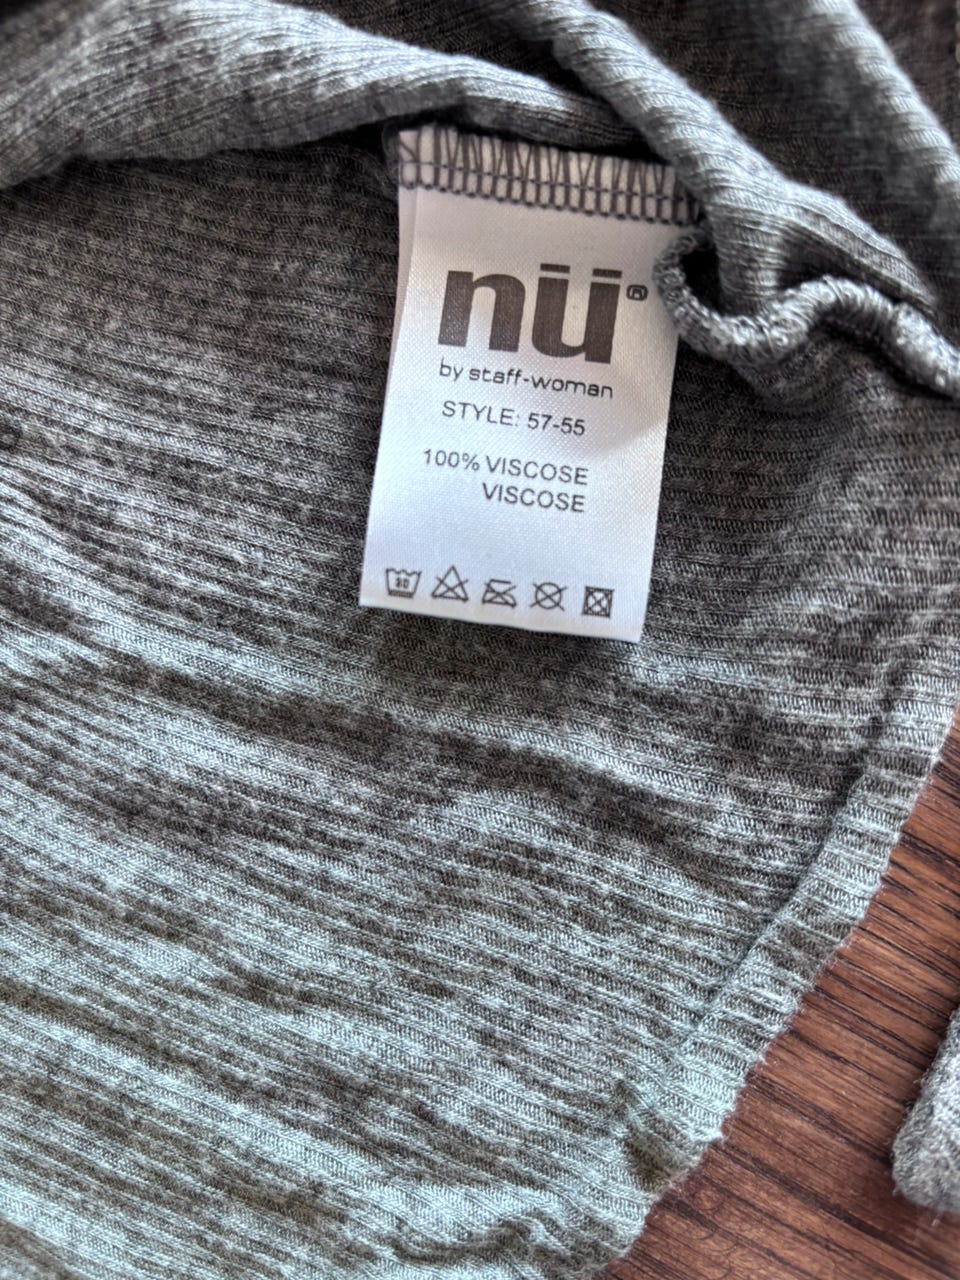 nü®
by staff-woman
STYLE: 57-55
100% VISCOSE
VISCOSE